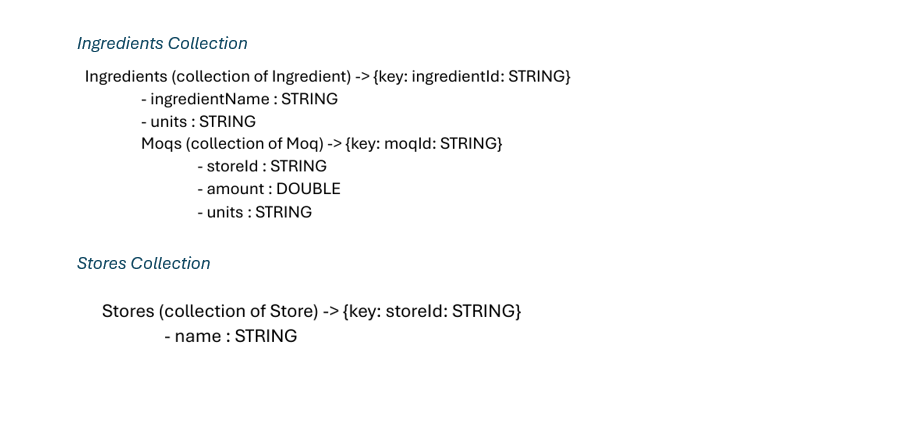 Ingredients Collection
Ingredients (collection of Ingredient) -> {key: ingredientId: STRING}
- ingredientName : STRING
- units : STRING
Moqs (collection of Moq) -> {key: moqId: STRING}
- storeId : STRING
- amount : DOUBLE
- units : STRING
Stores Collection
Stores (collection of Store) -> {key: storeId: STRING}
- name : STRING